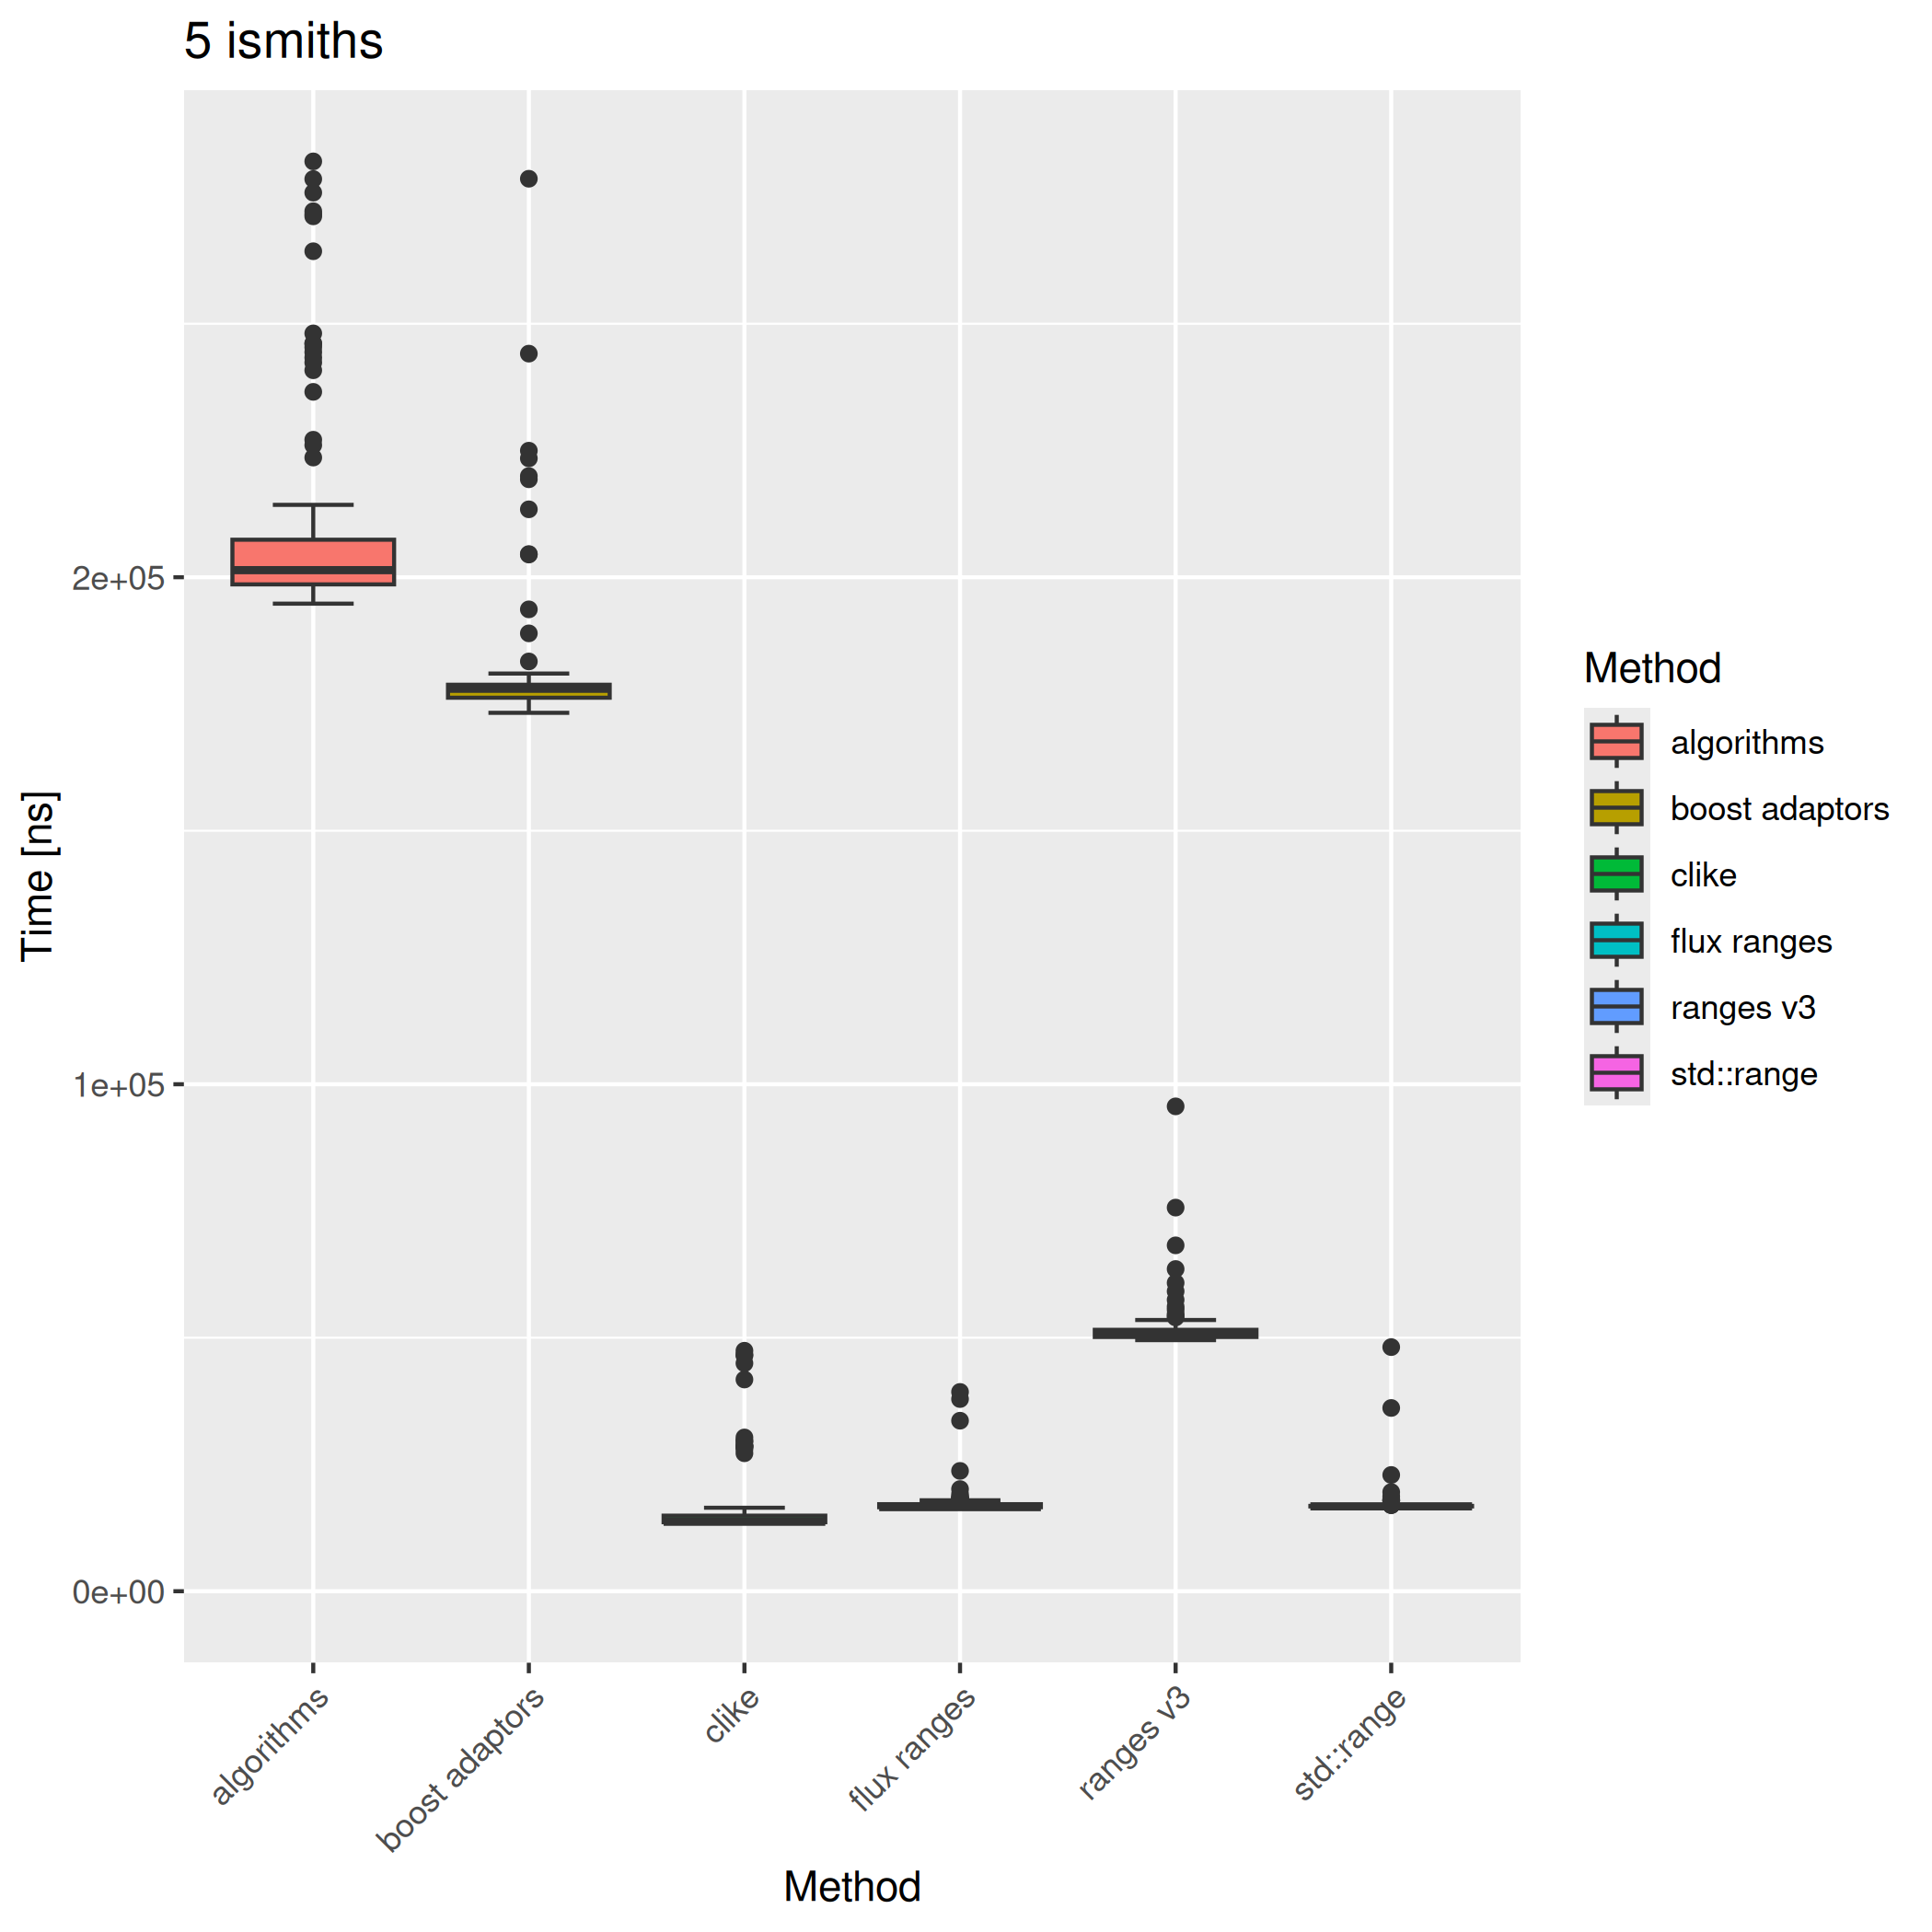 5 ismiths
Time [ns]
2e+05
1e+05
0e+00
algorithms
boost adaptors
clike
flux ranges
ranges v3
std::range
Method
Method
algorithms
boost adaptors
clike
flux ranges
ranges v3
std::range